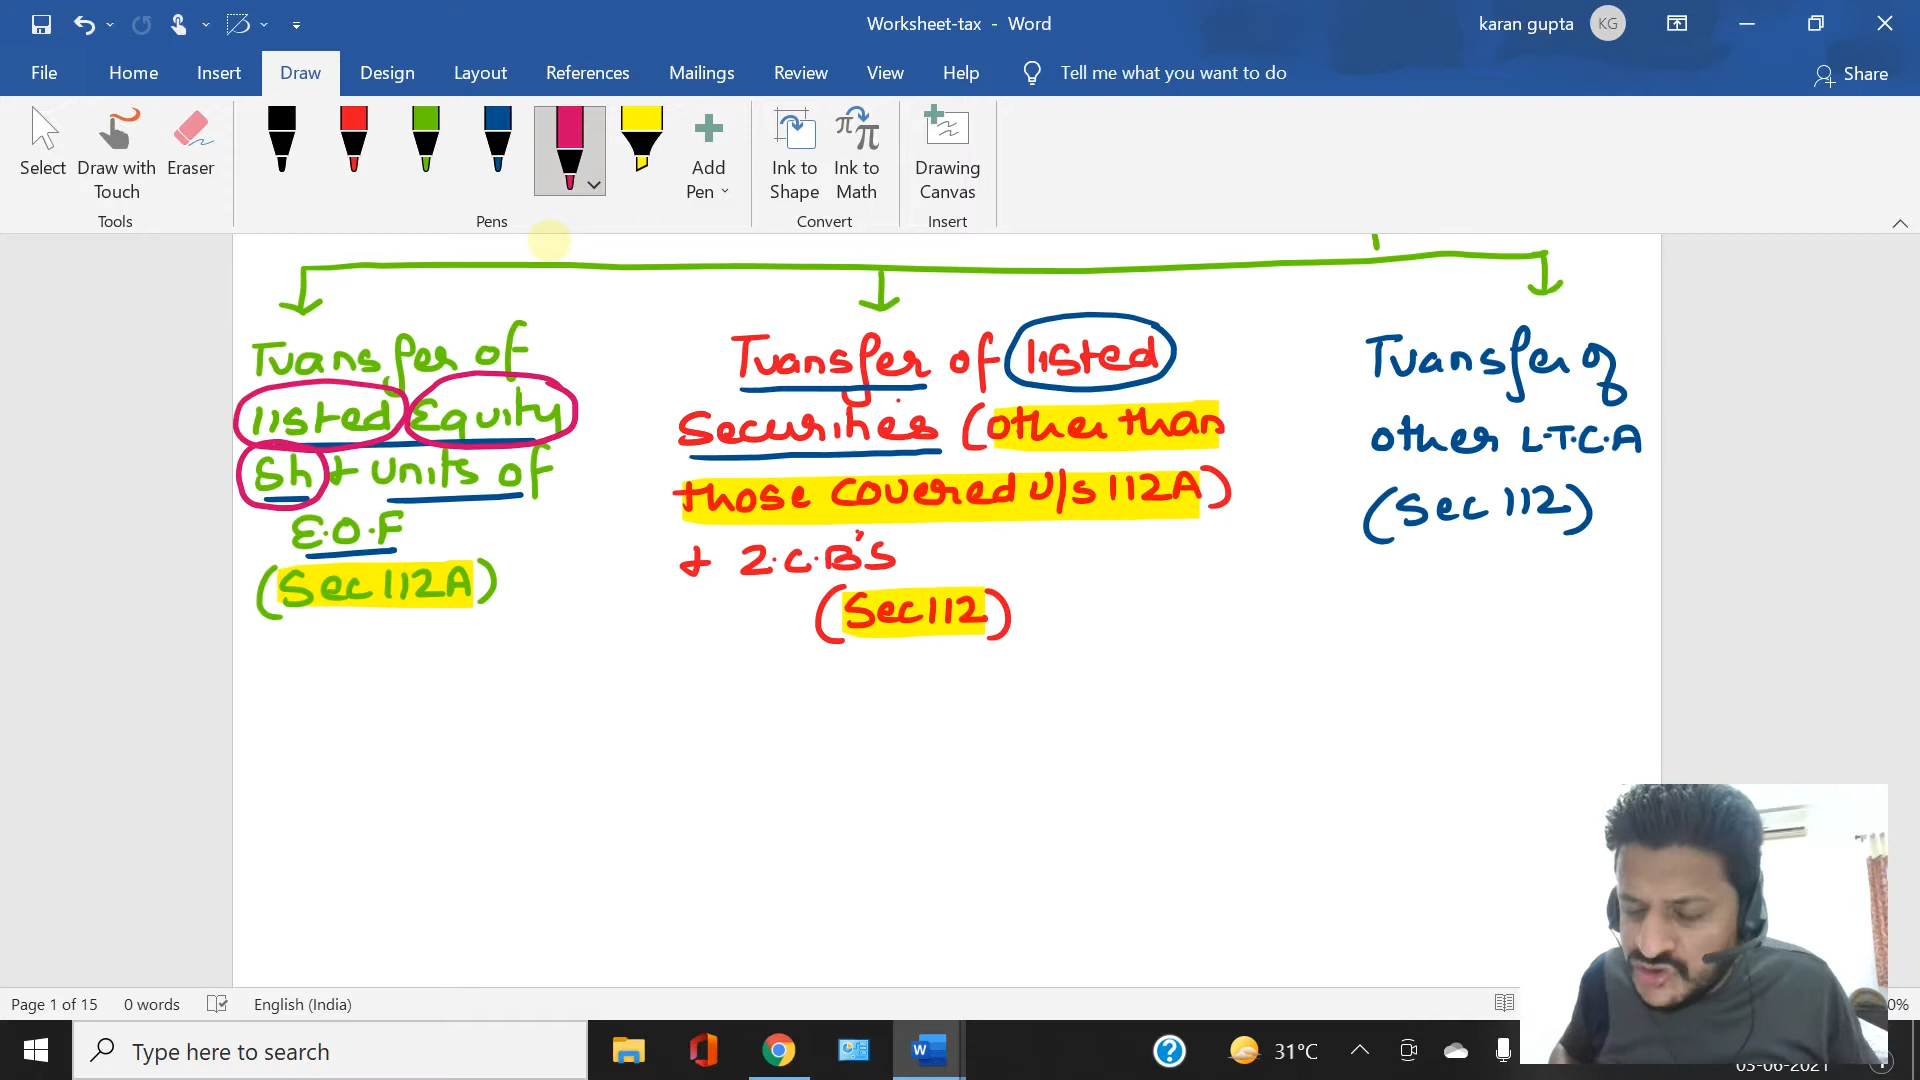 Worksheet-tax - Word
karan gupta
KG
File
Home
Insert
Draw
Design
Layout
References
Mailings
Review
View
Help
Tell me what you want to do
Share
Select
Draw with
Touch
Eraser
Add
Pen
Ink to
Shape
Ink to
Math
Drawing
Canvas
Tools
Pens
Convert
Insert
Transfer of
listed Equity
Sh + units of
E.O.F
(Sec 112A)
Transfer of listed
Securities (other than
those covered u/s 112A)
+ Z.C.B's
(Sec 112)
Transfer of
other L.T.C.A
(Sec 112)
Page 1 of 15
0 words
English (India)
0%
Type here to search
31°C
03-06-2021